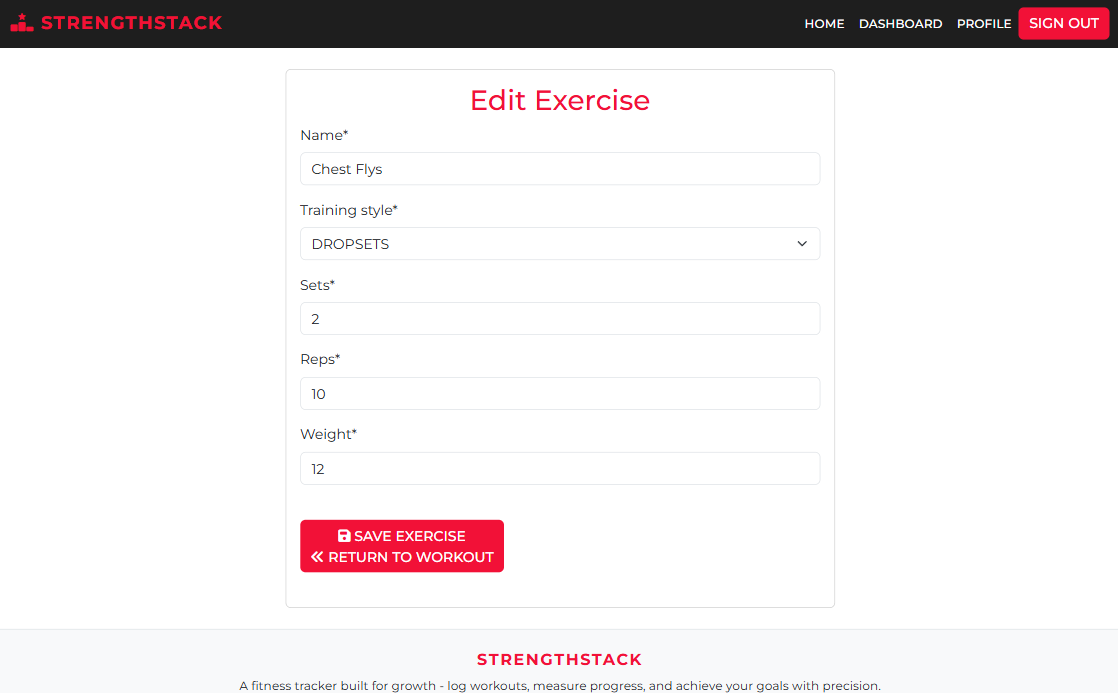 STRENGTHSTACK
HOME DASHBOARD PROFILE SIGN OUT
Edit Exercise
Name*
Chest Flys
Training style*
DROPSETS
Sets*
2
Reps*
10
Weight*
12
SAVE EXERCISE
RETURN TO WORKOUT
STRENGTHSTACK
A fitness tracker built for growth - log workouts, measure progress, and achieve your goals with precision.